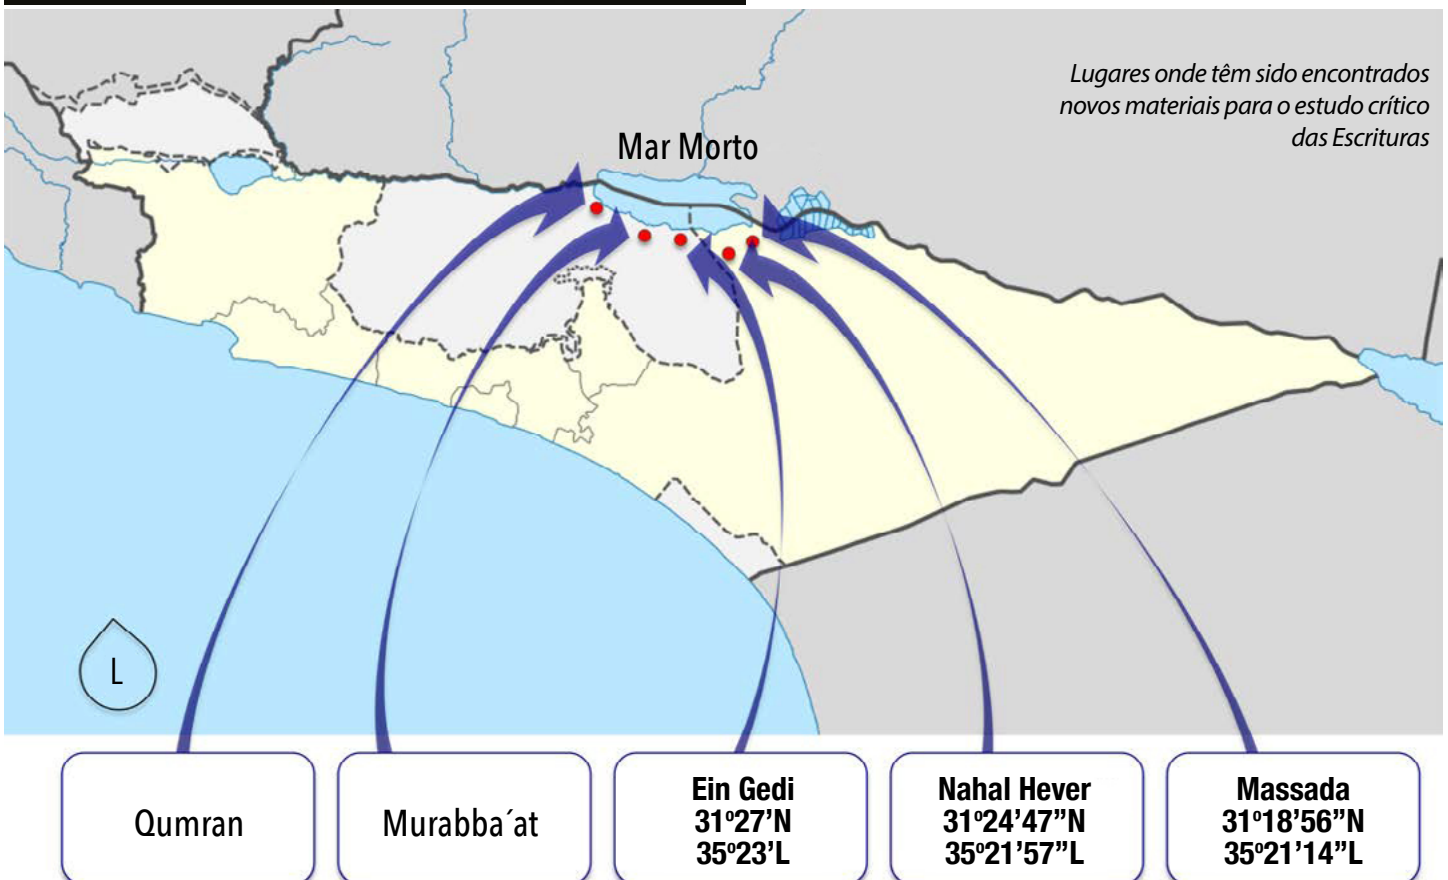 Lugares onde têm sido encontrados
novos materiais para o estudo crítico
das Escrituras
Mar Morto
L
Qumran
Murabba´at
Ein Gedi
31º27’N
35º23’L
Nahal Hever
31º24’47”N
35º21’57”L
Massada
31º18’56”N
35º21’14”L